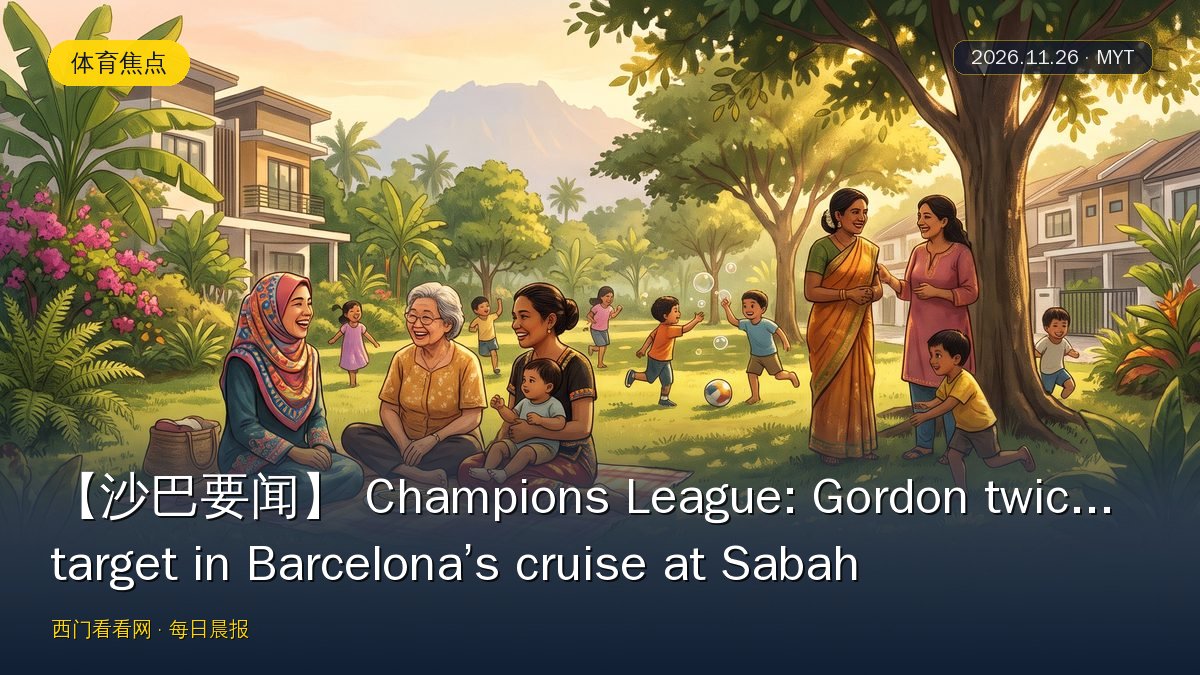 体育焦点
2026.11.26 · MYT
【沙巴要闻】 Champions League: Gordon twic…
target in Barcelona’s cruise at Sabah
西门看看网 · 每日晨报